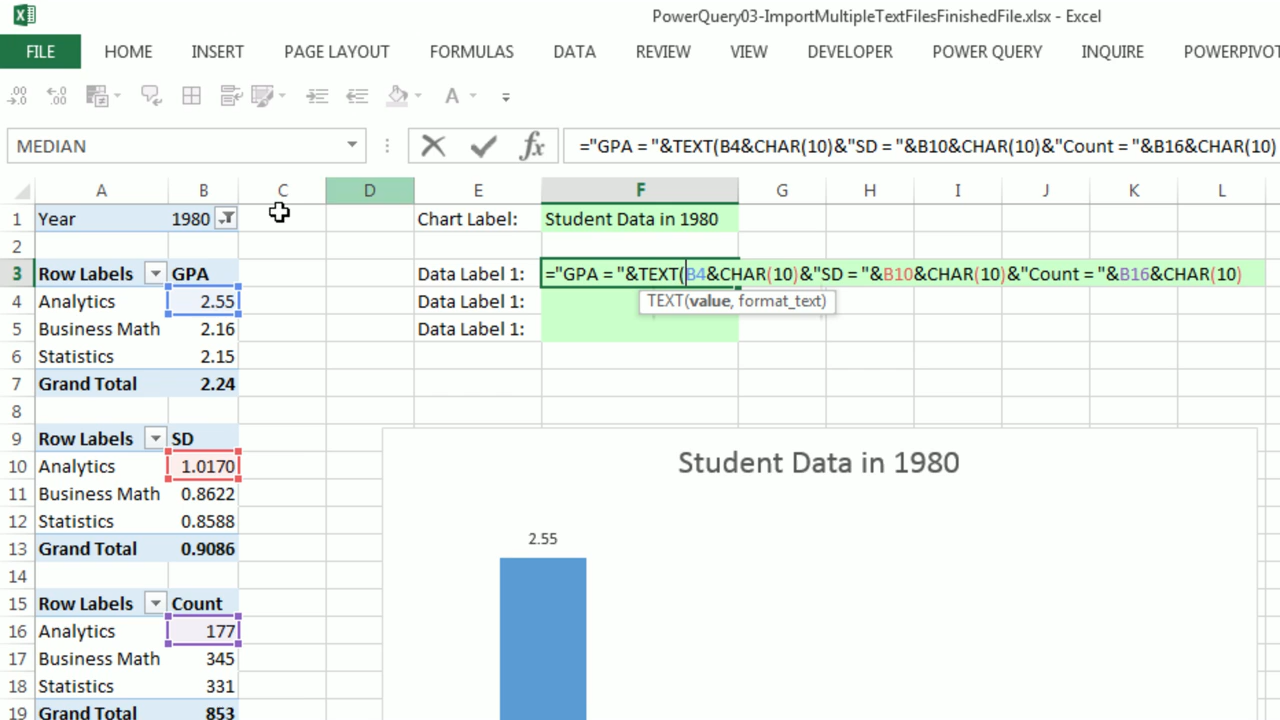 PowerQuery03-ImportMultipleTextFilesFinishedFile.xlsx - Excel
FILE HOME INSERT PAGE LAYOUT FORMULAS DATA REVIEW VIEW DEVELOPER POWER QUERY INQUIRE POWERPIVOT
MEDIAN fx ="GPA = "&TEXT(B4&CHAR(10)&"SD = "&B10&CHAR(10)&"Count = "&B16&CHAR(10)
A B C D E F G H I J K L
1 Year 1980 Chart Label: Student Data in 1980
2
3 Row Labels GPA Data Label 1: ="GPA = "&TEXT(B4&CHAR(10)&"SD = "&B10&CHAR(10)&"Count = "&B16&CHAR(10)
4 Analytics 2.55 Data Label 1: TEXT(value, format_text)
5 Business Math 2.16 Data Label 1:
6 Statistics 2.15
7 Grand Total 2.24
8
9 Row Labels SD
10 Analytics 1.0170 Student Data in 1980
11 Business Math 0.8622
12 Statistics 0.8588
13 Grand Total 0.9086 2.55
14
15 Row Labels Count
16 Analytics 177
17 Business Math 345
18 Statistics 331
19 Grand Total 853